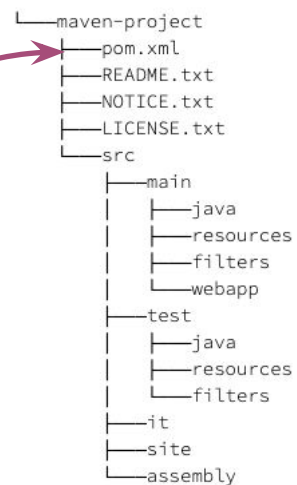 maven-project
pom.xml
README.txt
NOTICE.txt
LICENSE.txt
src
main
java
resources
filters
webapp
test
java
resources
filters
it
site
assembly